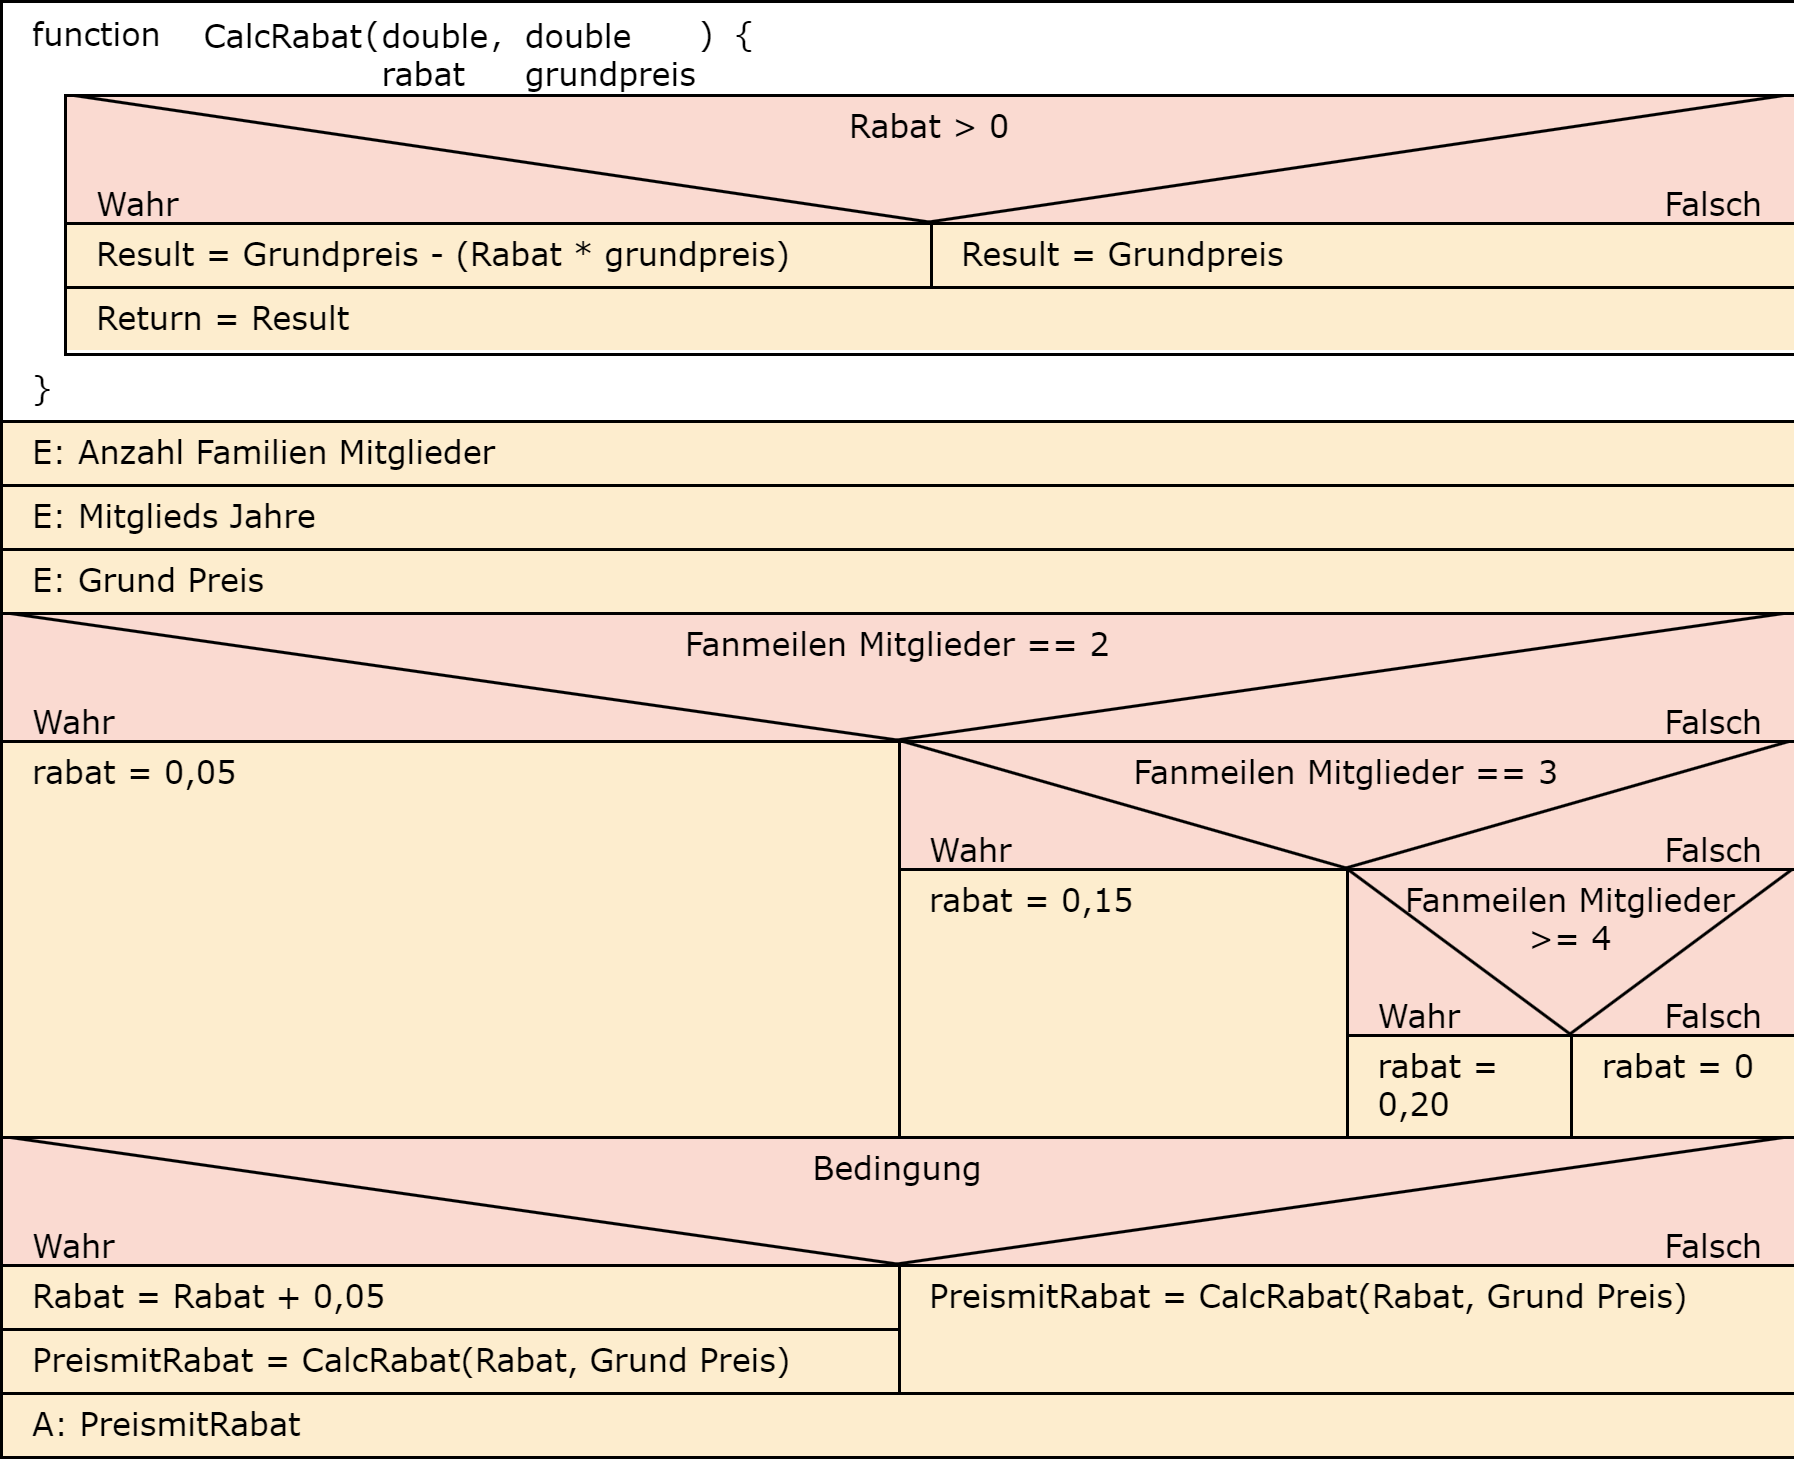 function CalcRabat(double, double ) {
rabat grundpreis
Rabat > 0
Wahr Falsch
Result = Grundpreis - (Rabat * grundpreis) Result = Grundpreis
Return = Result
}
E: Anzahl Familien Mitglieder
E: Mitglieds Jahre
E: Grund Preis
Fanmeilen Mitglieder == 2
Wahr Falsch
rabat = 0,05
Fanmeilen Mitglieder == 3
Wahr Falsch
rabat = 0,15
Fanmeilen Mitglieder
>= 4
Wahr Falsch
rabat =
0,20
rabat = 0
Bedingung
Wahr Falsch
Rabat = Rabat + 0,05
PreismitRabat = CalcRabat(Rabat, Grund Preis)
PreismitRabat = CalcRabat(Rabat, Grund Preis)
A: PreismitRabat